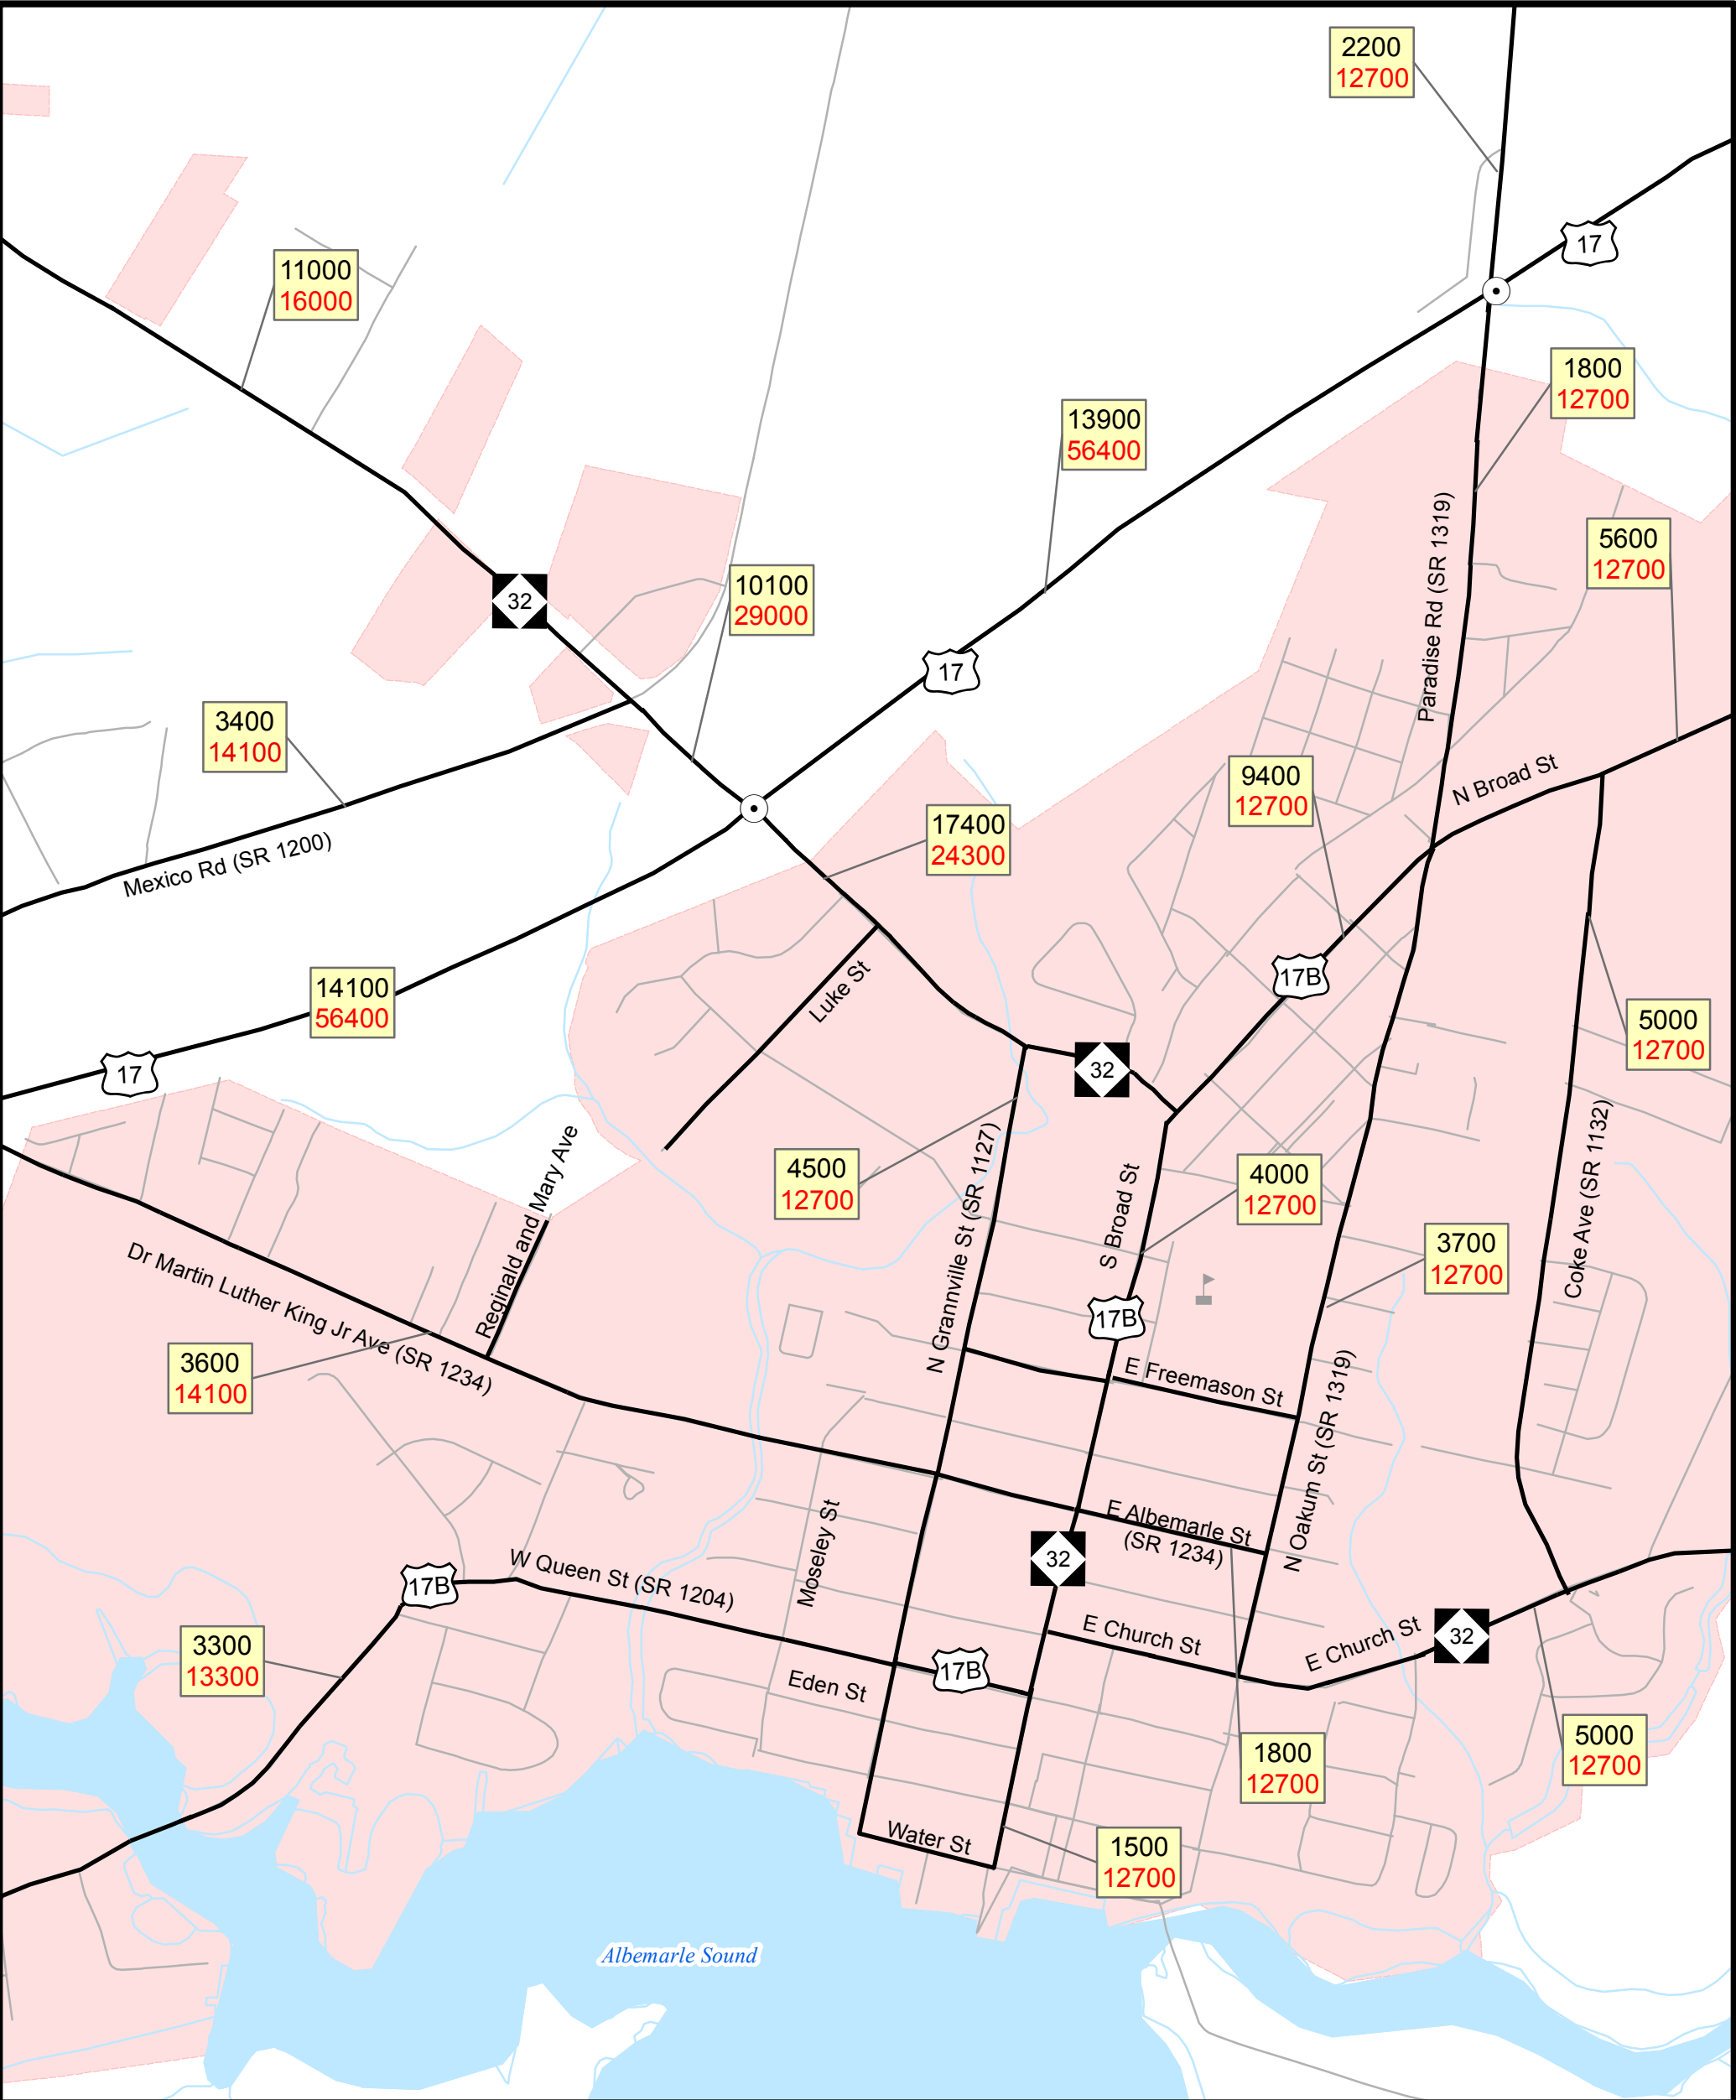 2200
12700
17
11000
16000
1800
12700
13900
56400
Paradise Rd (SR 1319)
5600
12700
32
10100
29000
17
3400
14100
9400
12700
N Broad St
17400
24300
Mexico Rd (SR 1200)
Luke St
17B
14100
56400
5000
12700
17
32
4500
12700
N Grannville St (SR 1127)
S Broad St
4000
12700
Coke Ave (SR 1132)
Reginald and Mary Ave
3700
12700
Dr Martin Luther King Jr Ave (SR 1234)
17B
3600
14100
E Freemason St
N Oakum St (SR 1319)
E Albemarle St
(SR 1234)
32
Moseley St
W Queen St (SR 1204)
17B
3300
13300
E Church St
E Church St
32
17B
Eden St
1800
12700
5000
12700
Water St
1500
12700
Albemarle Sound